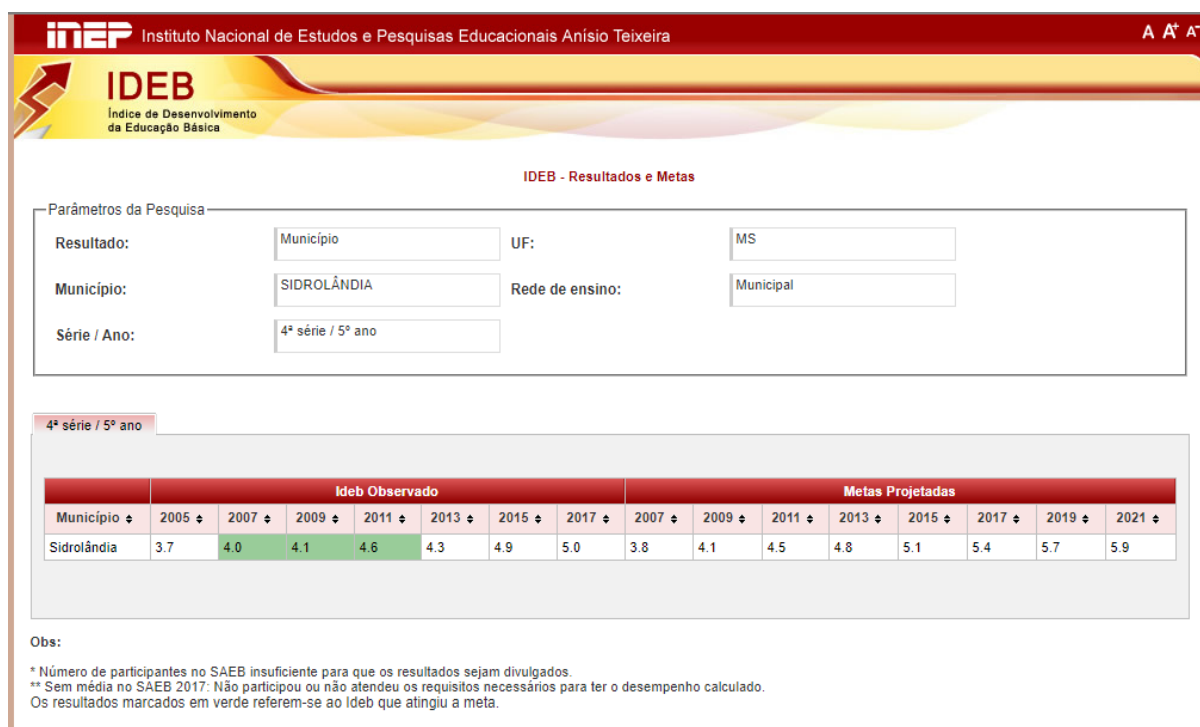 inep Instituto Nacional de Estudos e Pesquisas Educacionais Anísio Teixeira A A+ A-
IDEB
Índice de Desenvolvimento
da Educação Básica
IDEB - Resultados e Metas
Parâmetros da Pesquisa
Resultado: Município UF: MS
Município: SIDROLÂNDIA Rede de ensino: Municipal
Série / Ano: 4ª série / 5º ano
4ª série / 5º ano
Ideb Observado Metas Projetadas
Município 2005 2007 2009 2011 2013 2015 2017 2007 2009 2011 2013 2015 2017 2019 2021
Sidrolândia 3.7 4.0 4.1 4.6 4.3 4.9 5.0 3.8 4.1 4.5 4.8 5.1 5.4 5.7 5.9
Obs:
* Número de participantes no SAEB insuficiente para que os resultados sejam divulgados.
** Sem média no SAEB 2017: Não participou ou não atendeu os requisitos necessários para ter o desempenho calculado.
Os resultados marcados em verde referem-se ao Ideb que atingiu a meta.